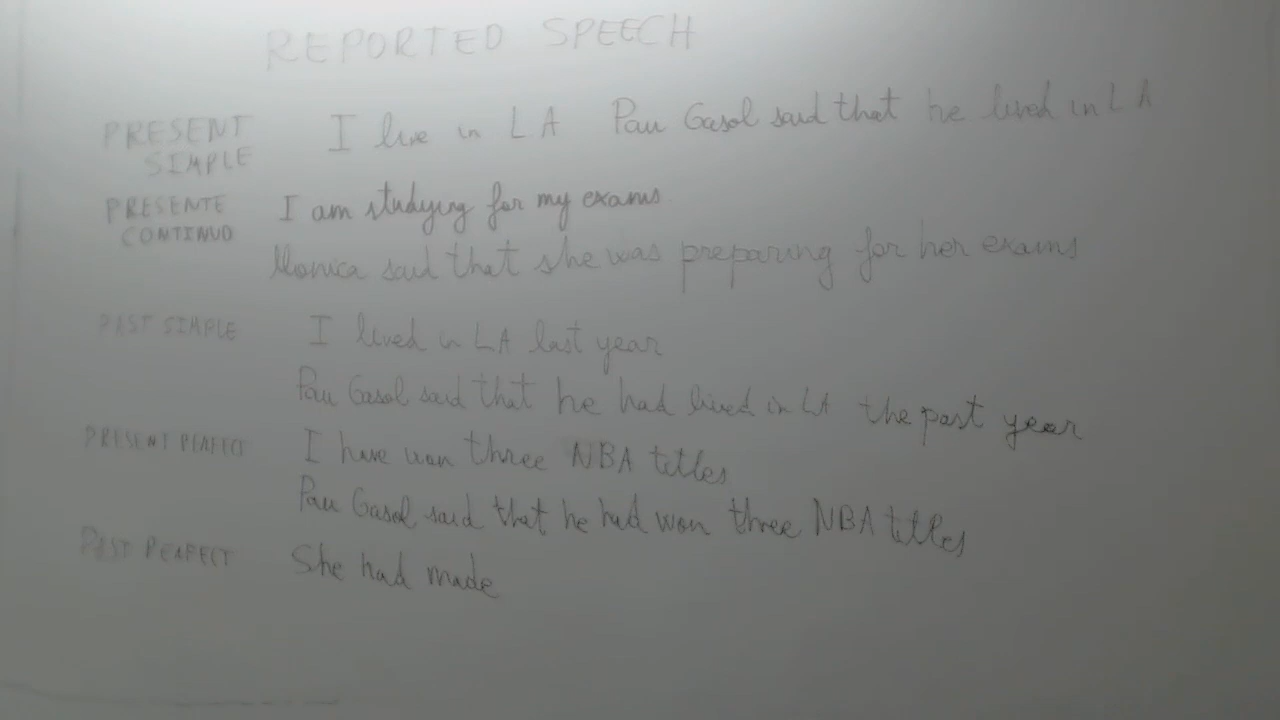 REPORTED SPEECH
PRESENT SIMPLE
I live in LA Pau Gasol said that he lived in LA
PRESENTE CONTINUO
I am studying for my exams.
Monica said that she was preparing for her exams
PAST SIMPLE
I lived in LA last year
Pau Gasol said that he had lived in LA the past year
PRESENT PERFECT
I have won three NBA titles
Pau Gasol said that he had won three NBA titles
PAST PERFECT
She had made